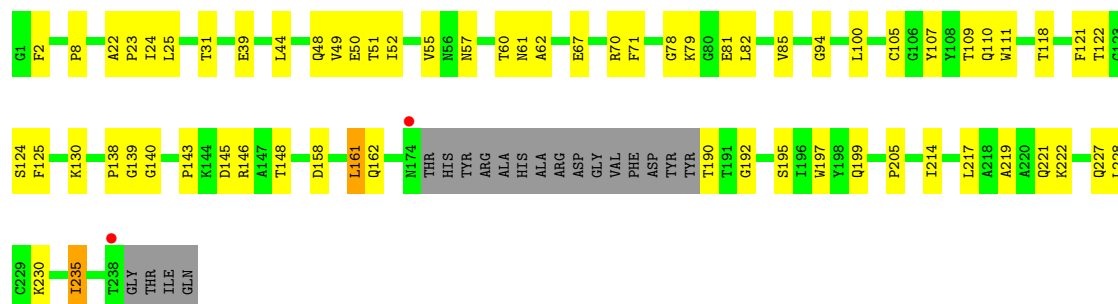 G1 F2 P8 A22 P23 I24 L25 T31 E39 L44 Q48 V49 E50 T51 I52 V55 N56 N57 T60 N61 A62 E67 R70 F71 G78 K79 G80 E81 L82 V85 G94 L100 C105 G106 Y107 Y108 T109 Q110 W111 T118 F121 T122 G123
S124 F125 K130 P138 G139 G140 P143 K144 D145 R146 A147 T148 D158 L161 Q162 N174 THR HIS TYR ARG ALA HIS ALA ARG ASP GLY VAL PHE ASP TYR TYR T190 T191 G192 S195 I196 W197 Y198 Q199 P205 I214 L217 A218 A219 A220 Q221 K222 Q227 L228
C229 K230 I235 T238 GLY THR ILE GLN